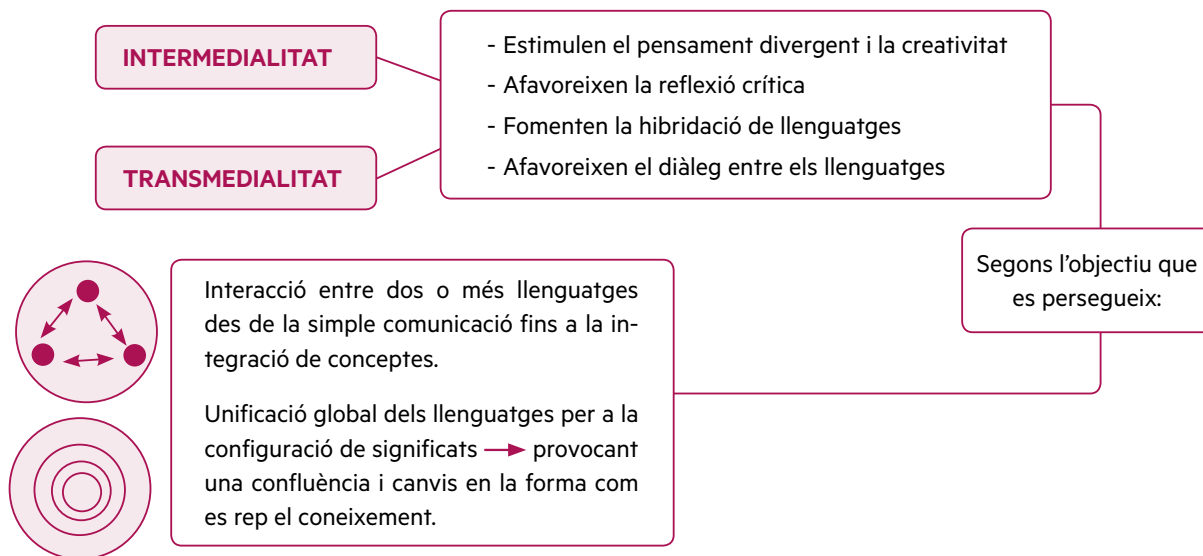 INTERMEDIALITAT
TRANSMEDIALITAT
- Estimulen el pensament divergent i la creativitat
- Afavoreixen la reflexió crítica
- Fomenten la hibridació de llenguatges
- Afavoreixen el diàleg entre els llenguatges
Segons l’objectiu que
es persegueix:
Interacció entre dos o més llenguatges
des de la simple comunicació fins a la in-
tegració de conceptes.
Unificació global dels llenguatges per a la
configuració de significats → provocant
una confluència i canvis en la forma com
es rep el coneixement.